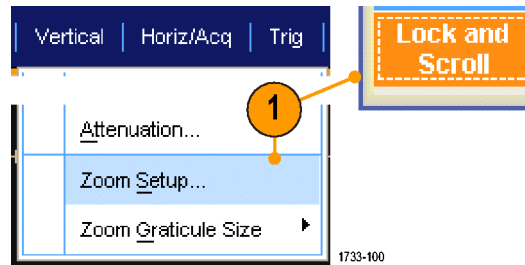 Vertical | Horiz/Acq | Trig
Lock and
Scroll
1
Attenuation...
Zoom Setup...
Zoom Graticule Size
1733-100